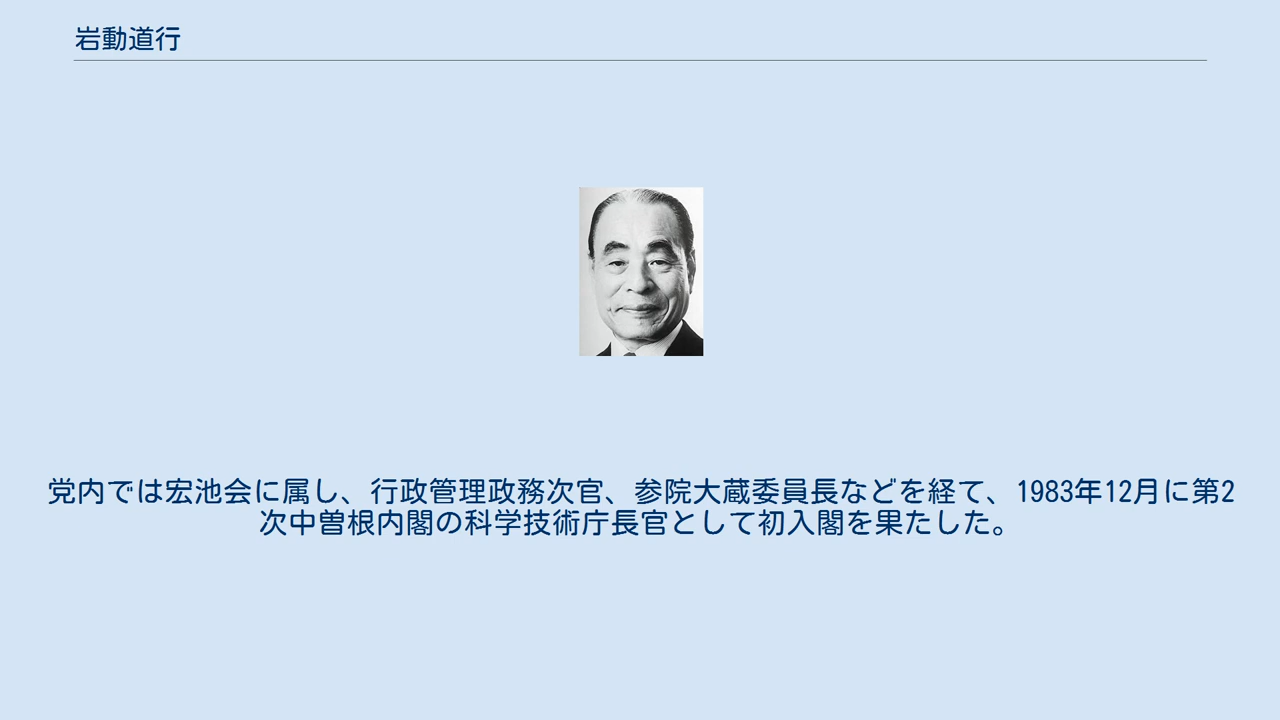 岩動道行
党内では宏池会に属し、行政管理政務次官、参院大蔵委員長などを経て、1983年12月に第2
次中曽根内閣の科学技術庁長官として初入閣を果たした。